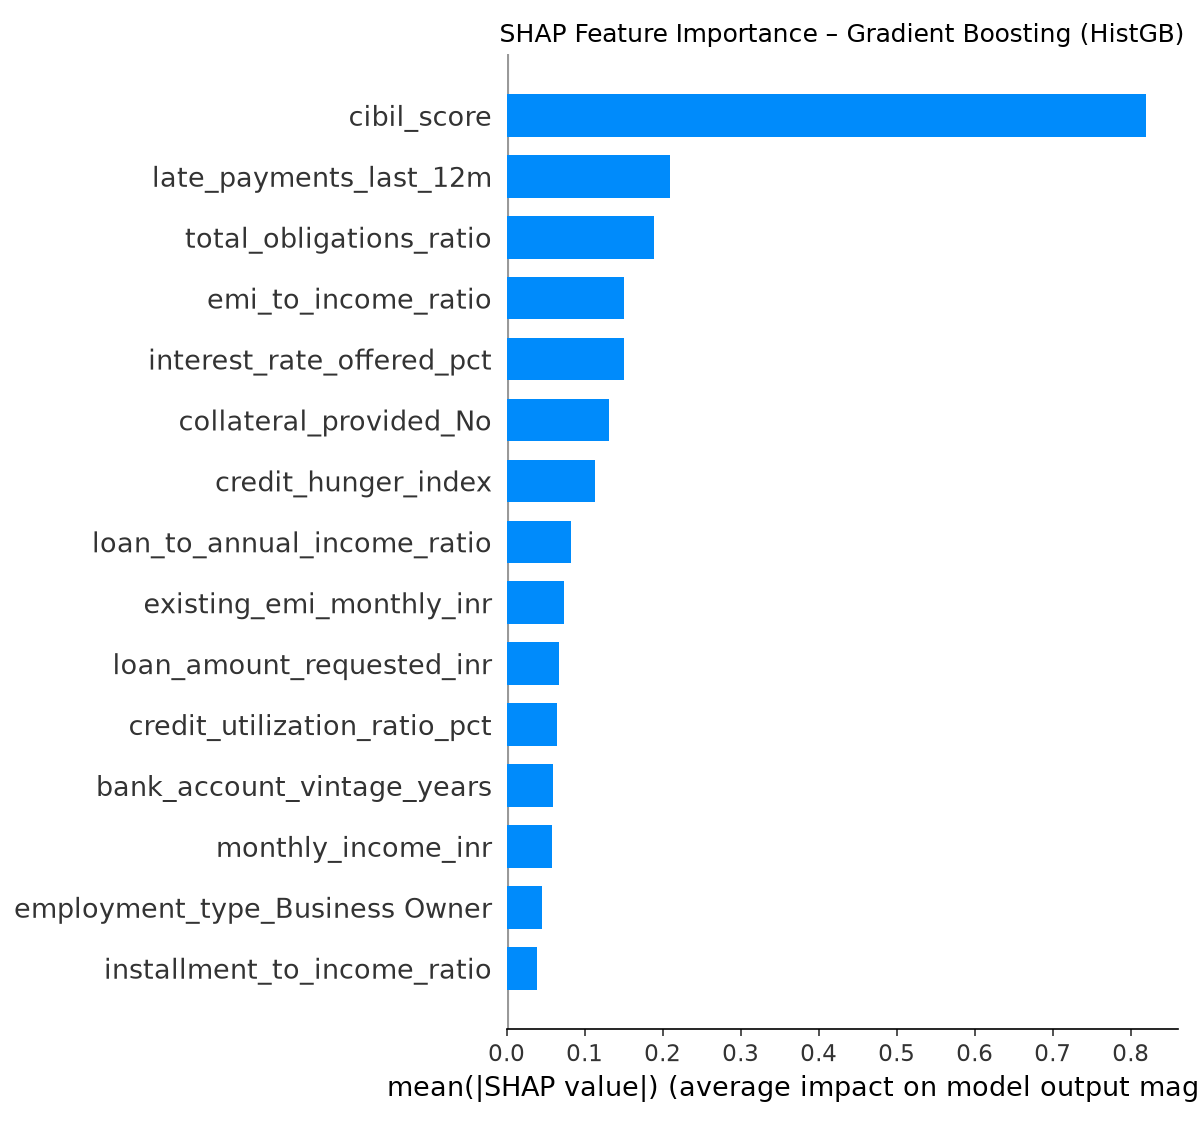 SHAP Feature Importance – Gradient Boosting (HistGB)
cibil_score
late_payments_last_12m
total_obligations_ratio
emi_to_income_ratio
interest_rate_offered_pct
collateral_provided_No
credit_hunger_index
loan_to_annual_income_ratio
existing_emi_monthly_inr
loan_amount_requested_inr
credit_utilization_ratio_pct
bank_account_vintage_years
monthly_income_inr
employment_type_Business Owner
installment_to_income_ratio
0.0 0.1 0.2 0.3 0.4 0.5 0.6 0.7 0.8
mean(|SHAP value|) (average impact on model output mag